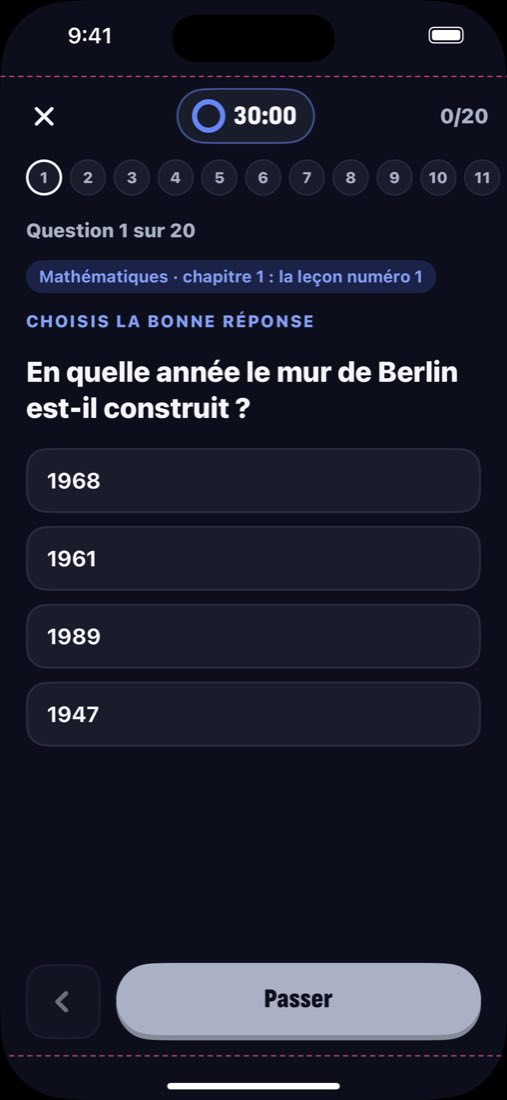 9:41
30:00
0/20
1 2 3 4 5 6 7 8 9 10 11
Question 1 sur 20
Mathématiques · chapitre 1 : la leçon numéro 1
CHOISIS LA BONNE RÉPONSE
En quelle année le mur de Berlin
est-il construit ?
1968
1961
1989
1947
Passer